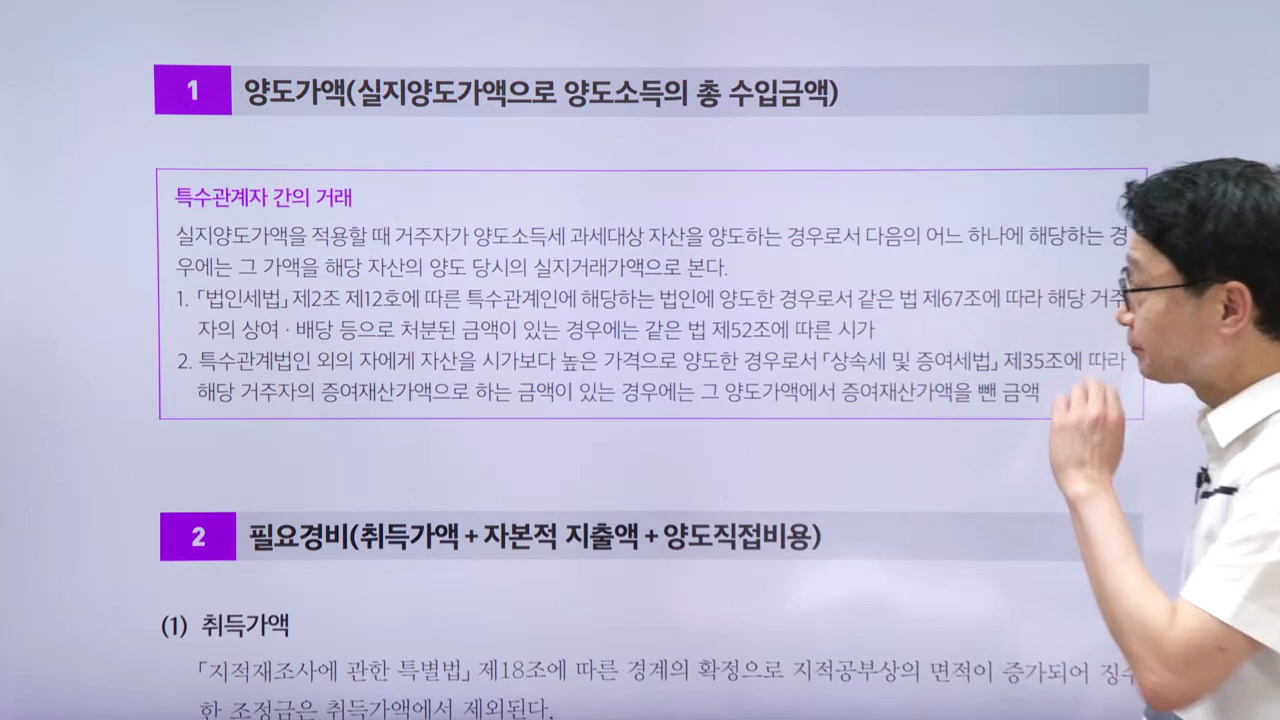 1 양도가액(실지양도가액으로 양도소득의 총 수입금액)
특수관계자 간의 거래
실지양도가액을 적용할 때 거주자가 양도소득세 과세대상 자산을 양도하는 경우로서 다음의 어느 하나에 해당하는 경
우에는 그 가액을 해당 자산의 양도 당시의 실지거래가액으로 본다.
1. 「법인세법」 제2조 제12호에 따른 특수관계인에 해당하는 법인에 양도한 경우로서 같은 법 제67조에 따라 해당 거주
자의 상여 · 배당 등으로 처분된 금액이 있는 경우에는 같은 법 제52조에 따른 시가
2. 특수관계법인 외의 자에게 자산을 시가보다 높은 가격으로 양도한 경우로서 「상속세 및 증여세법」 제35조에 따라
해당 거주자의 증여재산가액으로 하는 금액이 있는 경우에는 그 양도가액에서 증여재산가액을 뺀 금액
2 필요경비(취득가액 + 자본적 지출액 + 양도직접비용)
(1) 취득가액
「지적재조사에 관한 특별법」 제18조에 따른 경계의 확정으로 지적공부상의 면적이 증가되어 징수
한 조정금은 취득가액에서 제외된다.